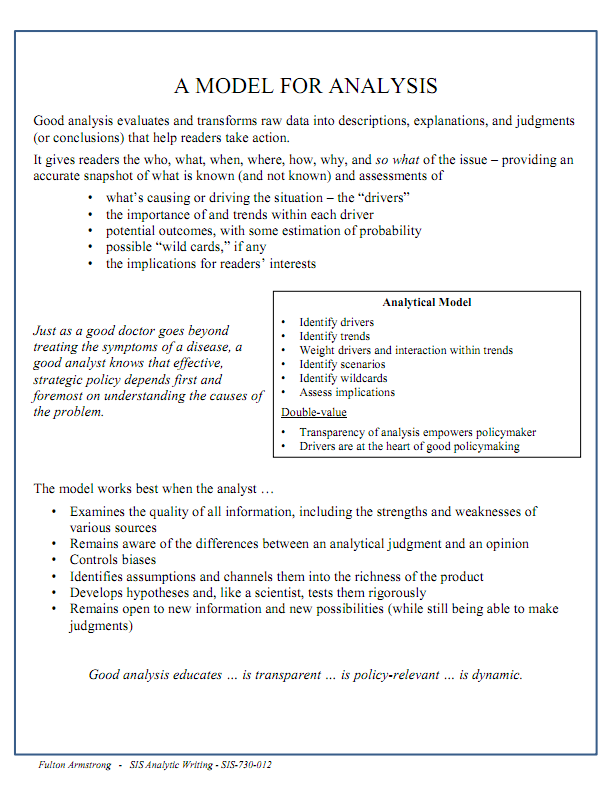 A MODEL FOR ANALYSIS
Good analysis evaluates and transforms raw data into descriptions, explanations, and judgments
(or conclusions) that help readers take action.
It gives readers the who, what, when, where, how, why, and so what of the issue – providing an
accurate snapshot of what is known (and not known) and assessments of
• what's causing or driving the situation – the “drivers”
• the importance of and trends within each driver
• potential outcomes, with some estimation of probability
• possible “wild cards,” if any
• the implications for readers' interests
Just as a good doctor goes beyond
treating the symptoms of a disease, a
good analyst knows that effective,
strategic policy depends first and
foremost on understanding the causes of
the problem.
Analytical Model
• Identify drivers
• Identify trends
• Weight drivers and interaction within trends
• Identify scenarios
• Identify wildcards
• Assess implications
Double-value
• Transparency of analysis empowers policymaker
• Drivers are at the heart of good policymaking
The model works best when the analyst …
• Examines the quality of all information, including the strengths and weaknesses of
various sources
• Remains aware of the differences between an analytical judgment and an opinion
• Controls biases
• Identifies assumptions and channels them into the richness of the product
• Develops hypotheses and, like a scientist, tests them rigorously
• Remains open to new information and new possibilities (while still being able to make
judgments)
Good analysis educates … is transparent … is policy-relevant … is dynamic.
Fulton Armstrong - SIS Analytic Writing - SIS-730-012